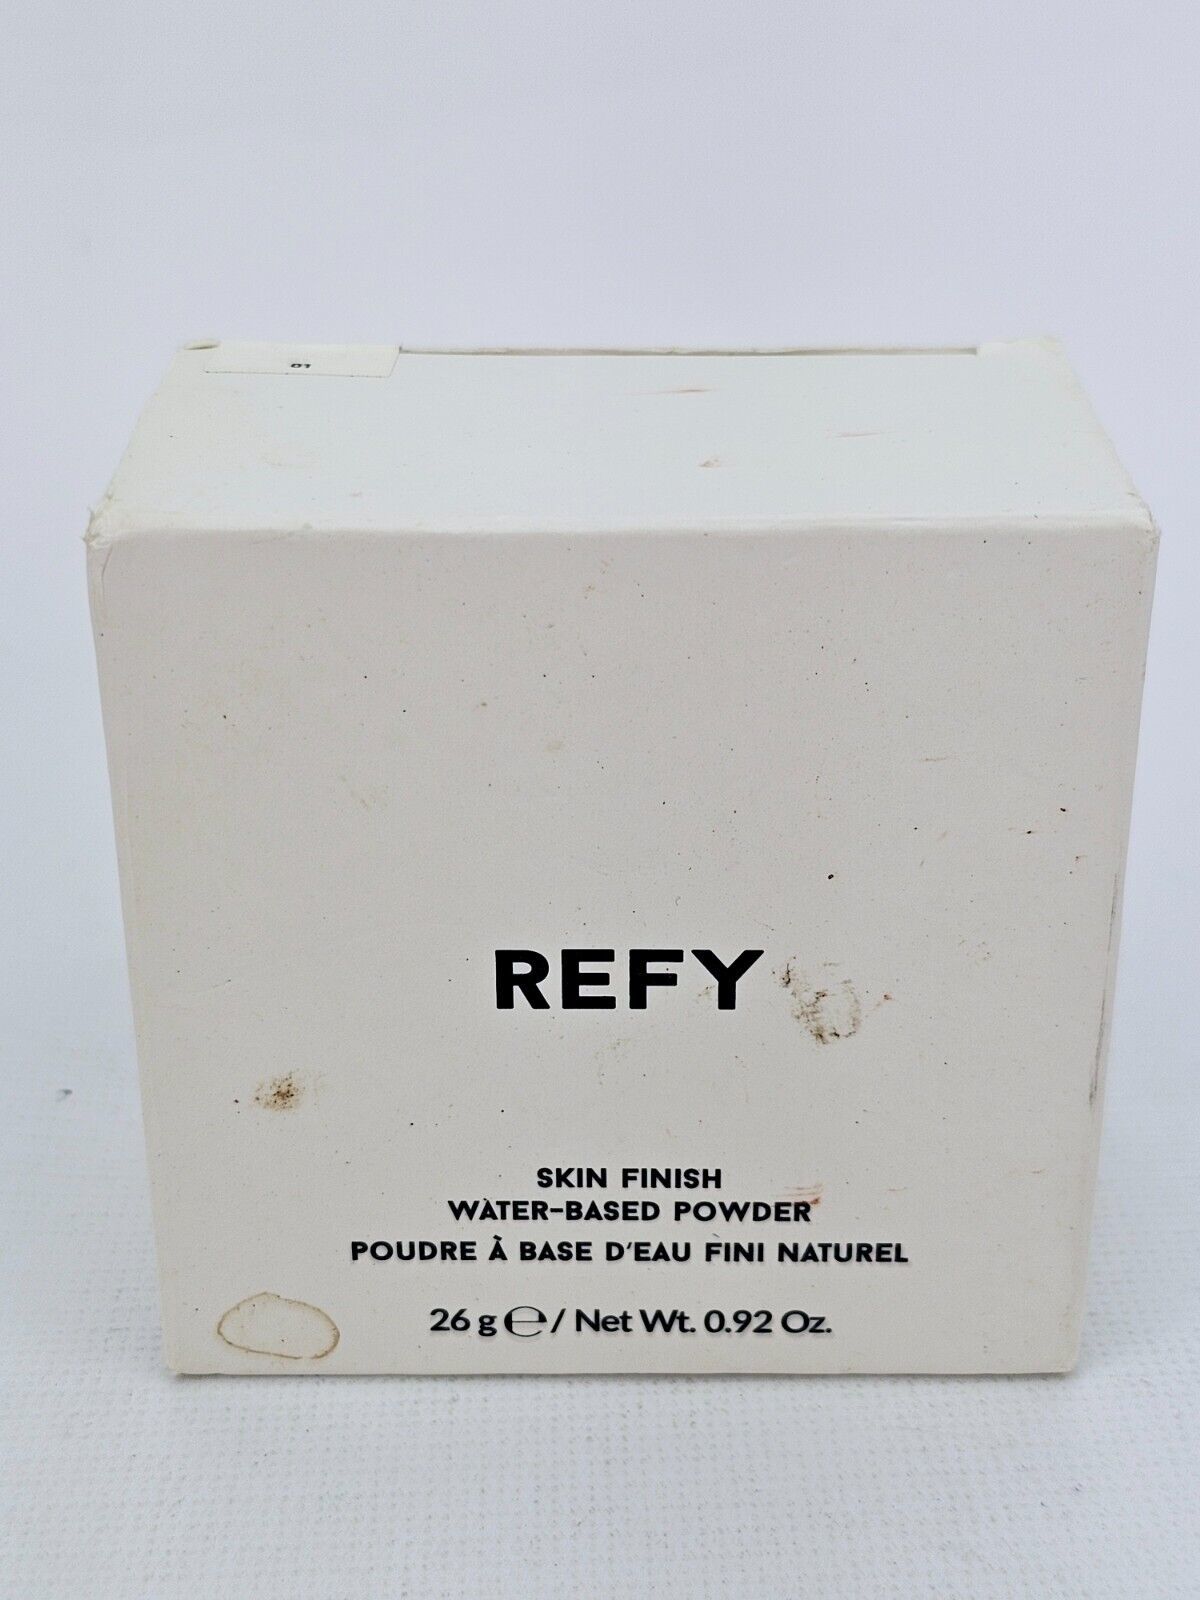 01
REFY
SKIN FINISH
WATER-BASED POWDER
POUDRE À BASE D'EAU FINI NATUREL
26 g ℮ / Net Wt. 0.92 Oz.